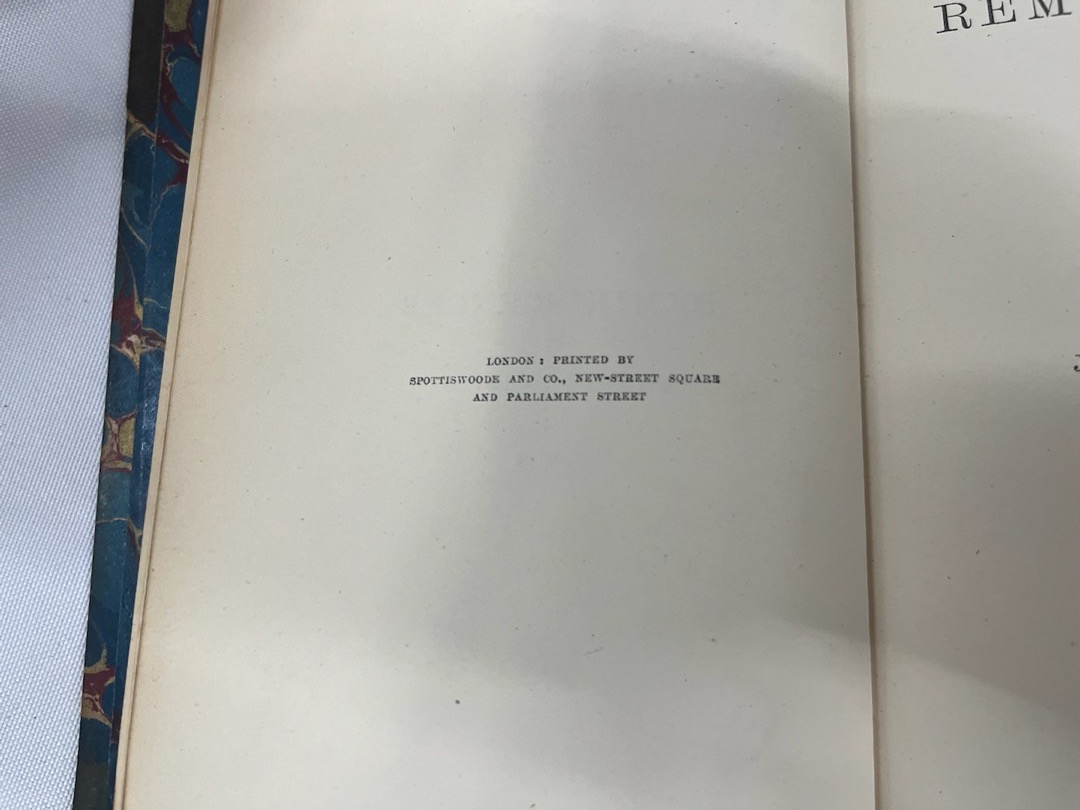 LONDON : PRINTED BY
SPOTTISWOODE AND CO., NEW-STREET SQUARE
AND PARLIAMENT STREET
REM
J